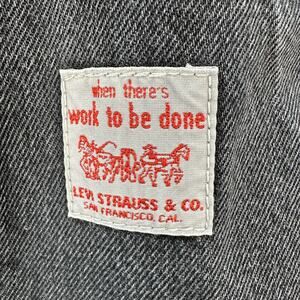 when there's
work to be done
LEVI STRAUSS & CO.
SAN FRANCISCO, CAL.